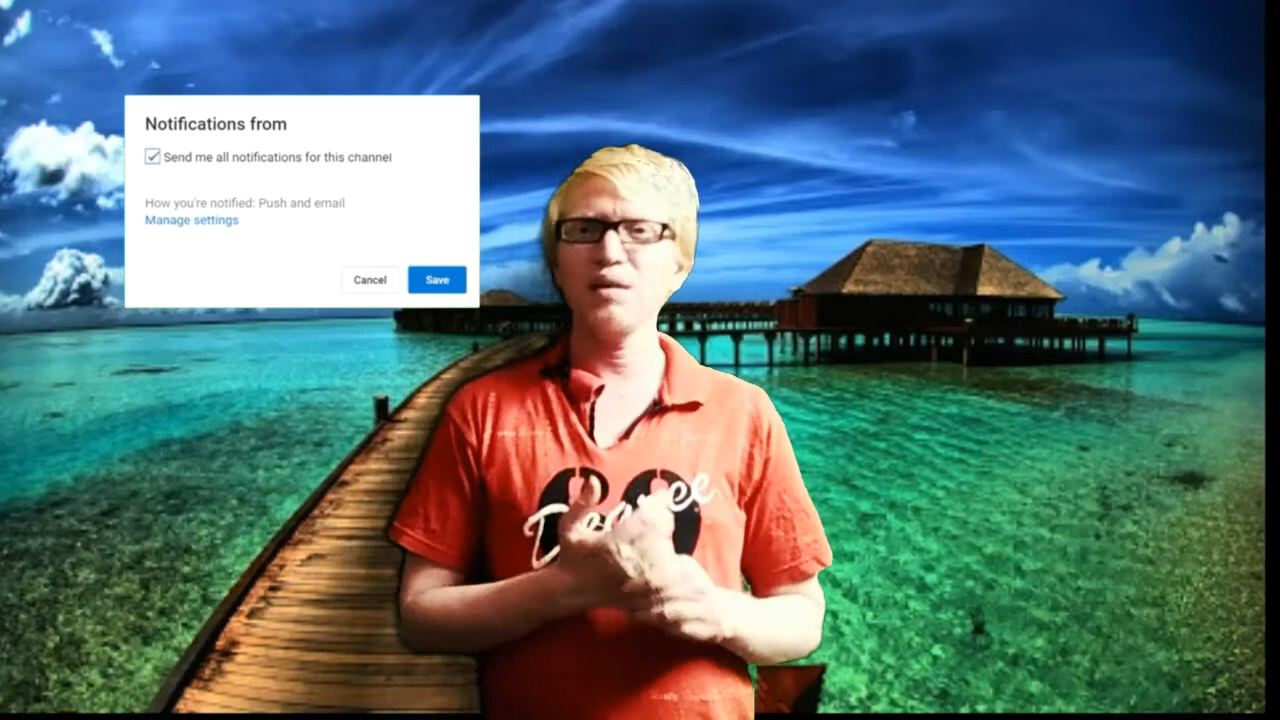 Notifications from
Send me all notifications for this channel
How you're notified: Push and email
Manage settings
Cancel
Save
Degree